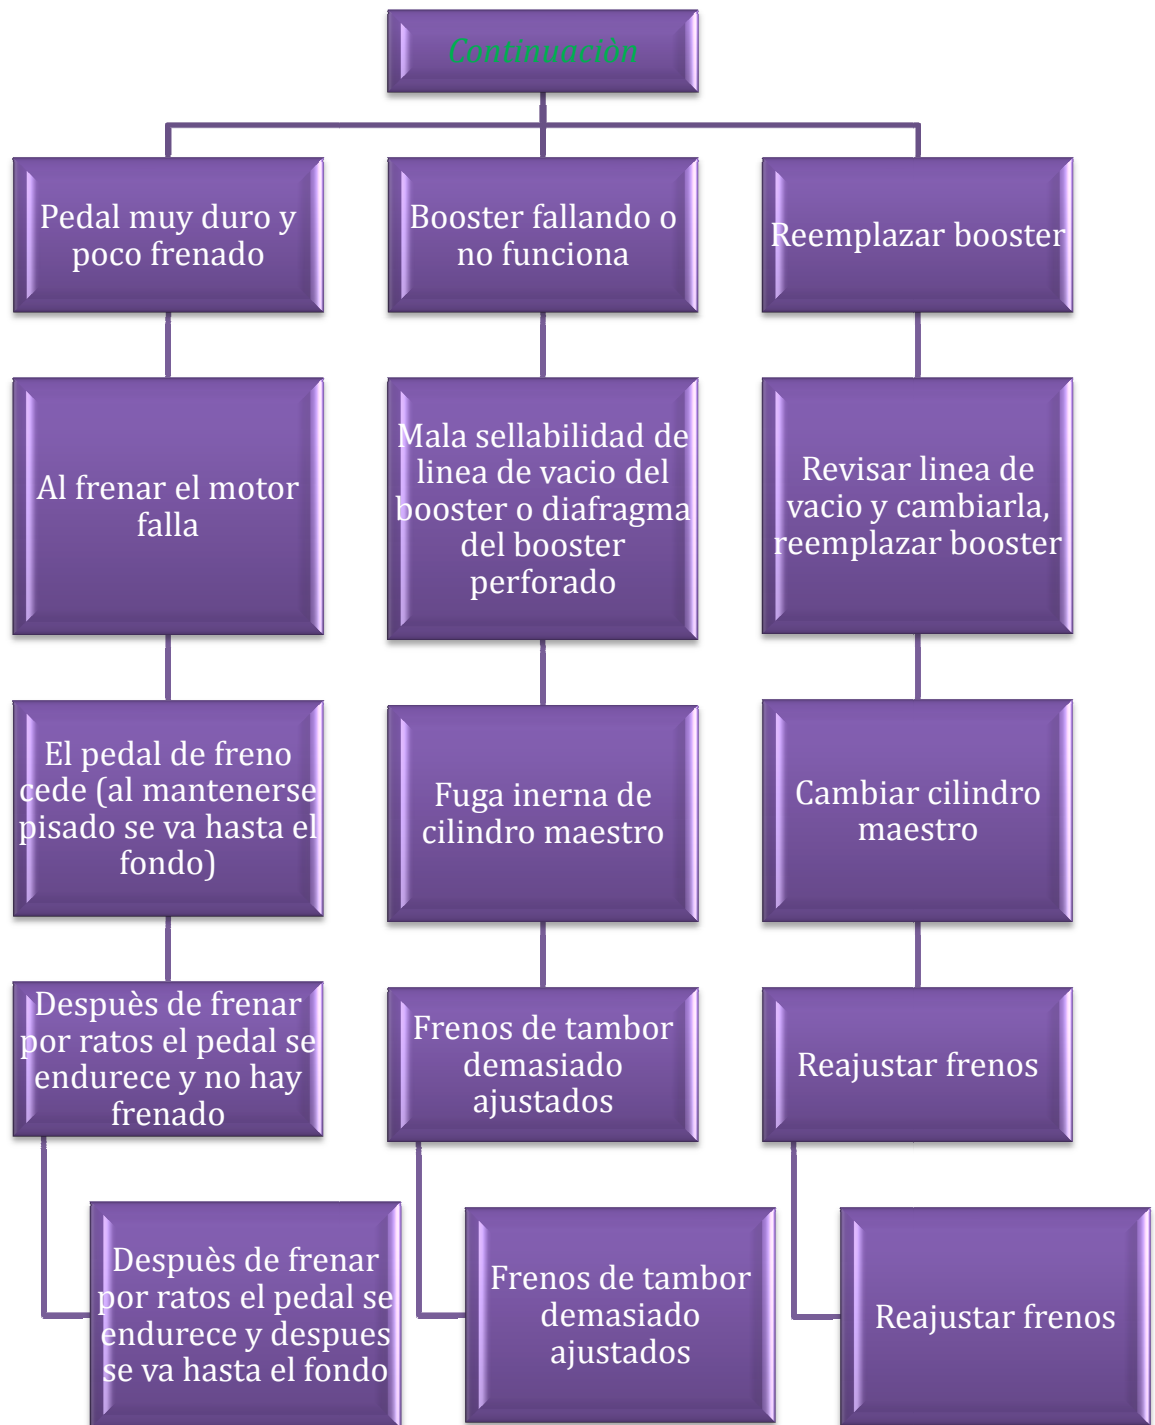 Continuaciòn
Pedal muy duro y
poco frenado
Booster fallando o
no funciona
Reemplazar booster
Al frenar el motor
falla
Mala sellabilidad de
linea de vacio del
booster o diafragma
del booster
perforado
Revisar linea de
vacio y cambiarla,
reemplazar booster
El pedal de freno
cede (al mantenerse
pisado se va hasta el
fondo)
Fuga inerna de
cilindro maestro
Cambiar cilindro
maestro
Despuès de frenar
por ratos el pedal se
endurece y no hay
frenado
Frenos de tambor
demasiado
ajustados
Reajustar frenos
Despuès de frenar
por ratos el pedal se
endurece y despues
se va hasta el fondo
Frenos de tambor
demasiado
ajustados
Reajustar frenos